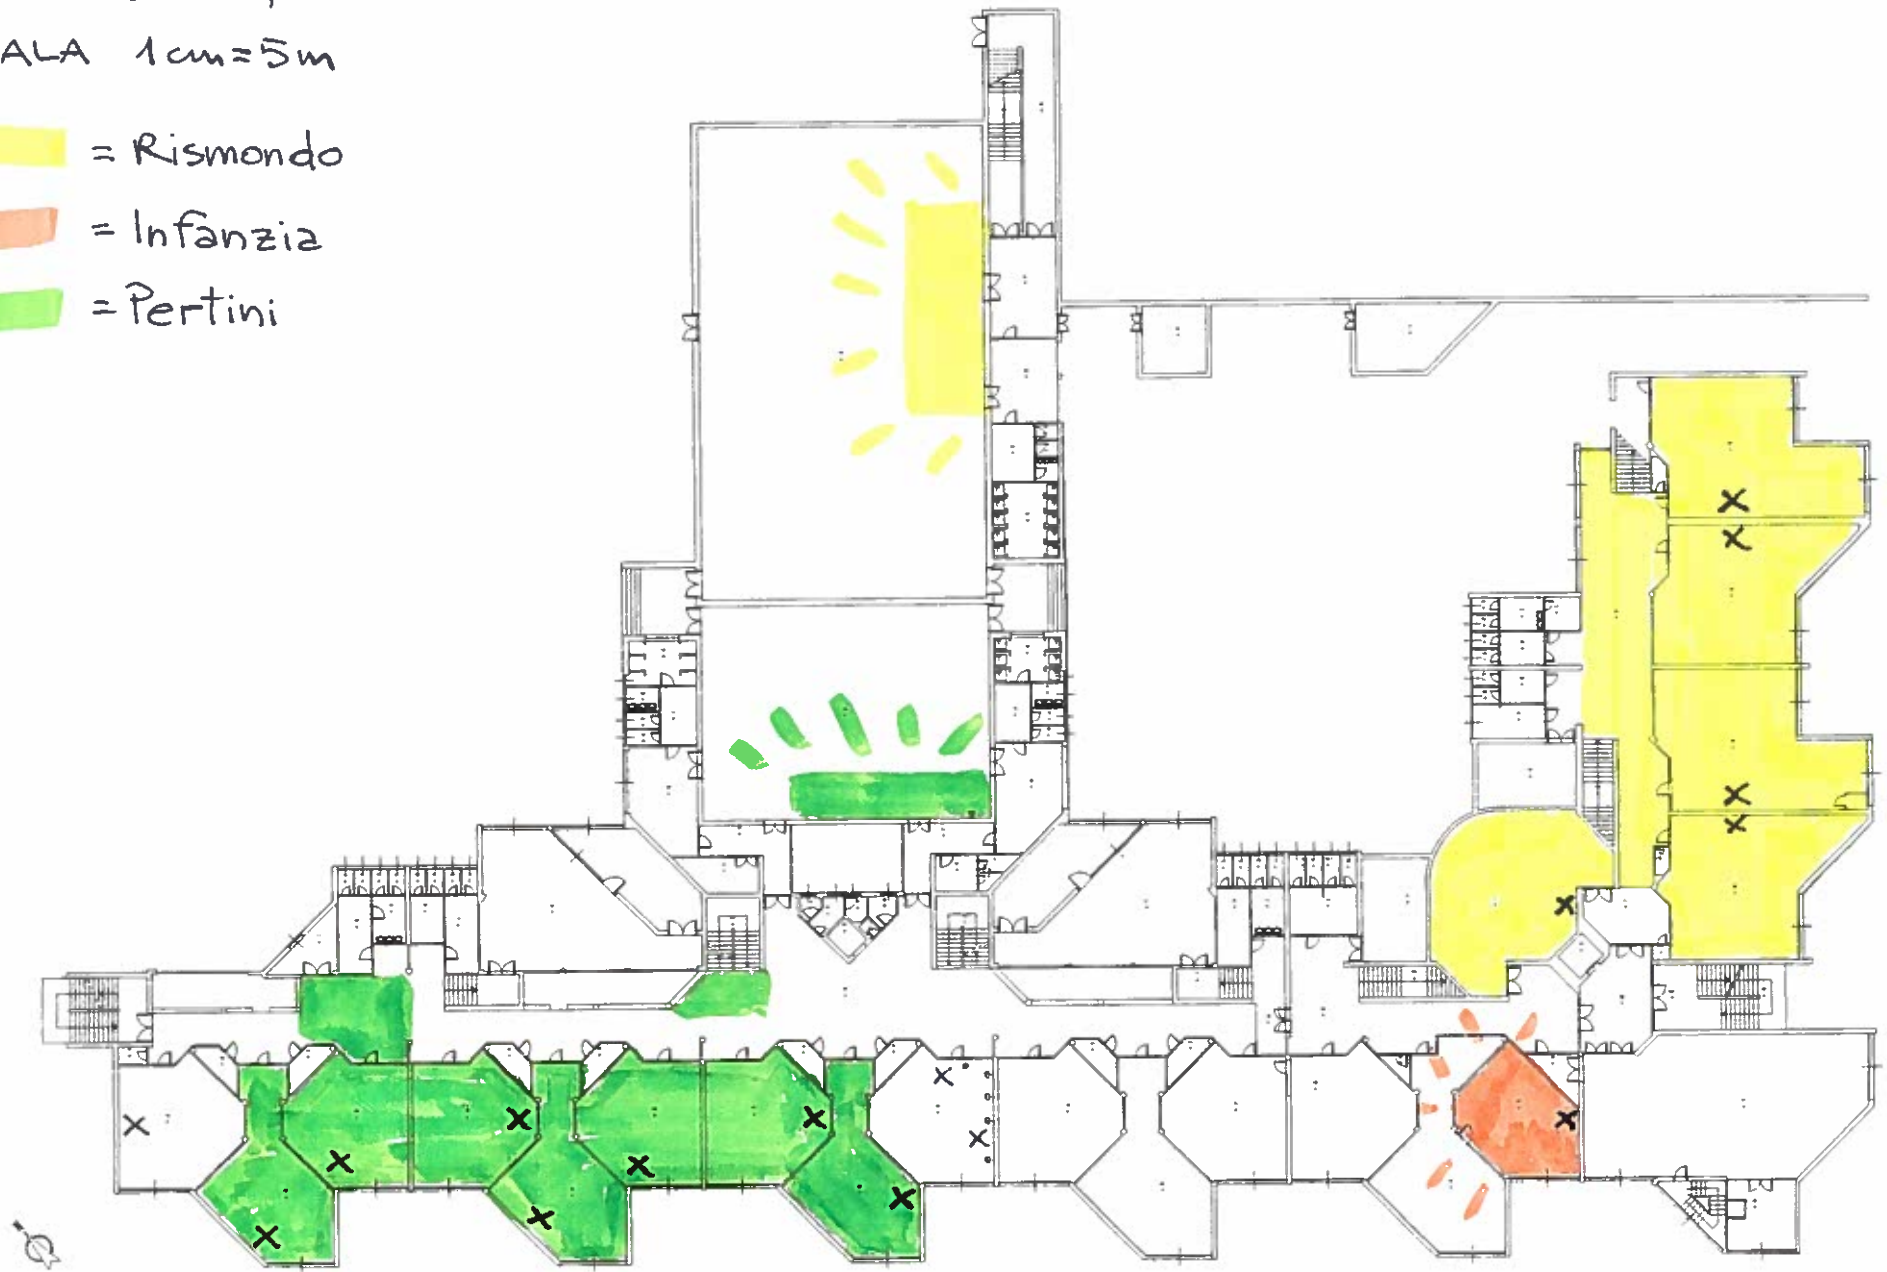 ALA 1cm=5m
= Rismondo
= Infanzia
= Pertini